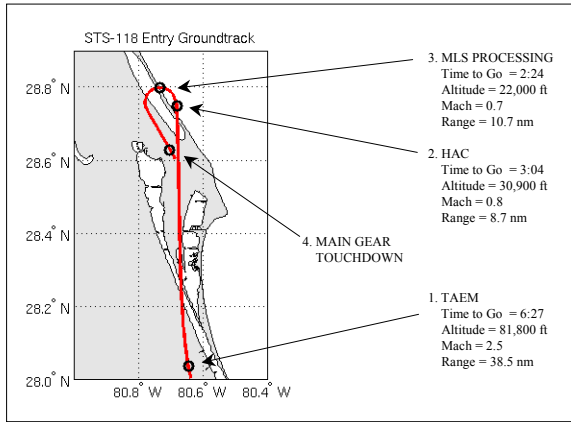 STS-118 Entry Groundtrack
28.8° N
28.6° N
28.4° N
28.2° N
28.0° N
80.8° W
80.6° W
80.4° W
3. MLS PROCESSING
Time to Go = 2:24
Altitude = 22,000 ft
Mach = 0.7
Range = 10.7 nm
2. HAC
Time to Go = 3:04
Altitude = 30,900 ft
Mach = 0.8
Range = 8.7 nm
4. MAIN GEAR
TOUCHDOWN
1. TAEM
Time to Go = 6:27
Altitude = 81,800 ft
Mach = 2.5
Range = 38.5 nm